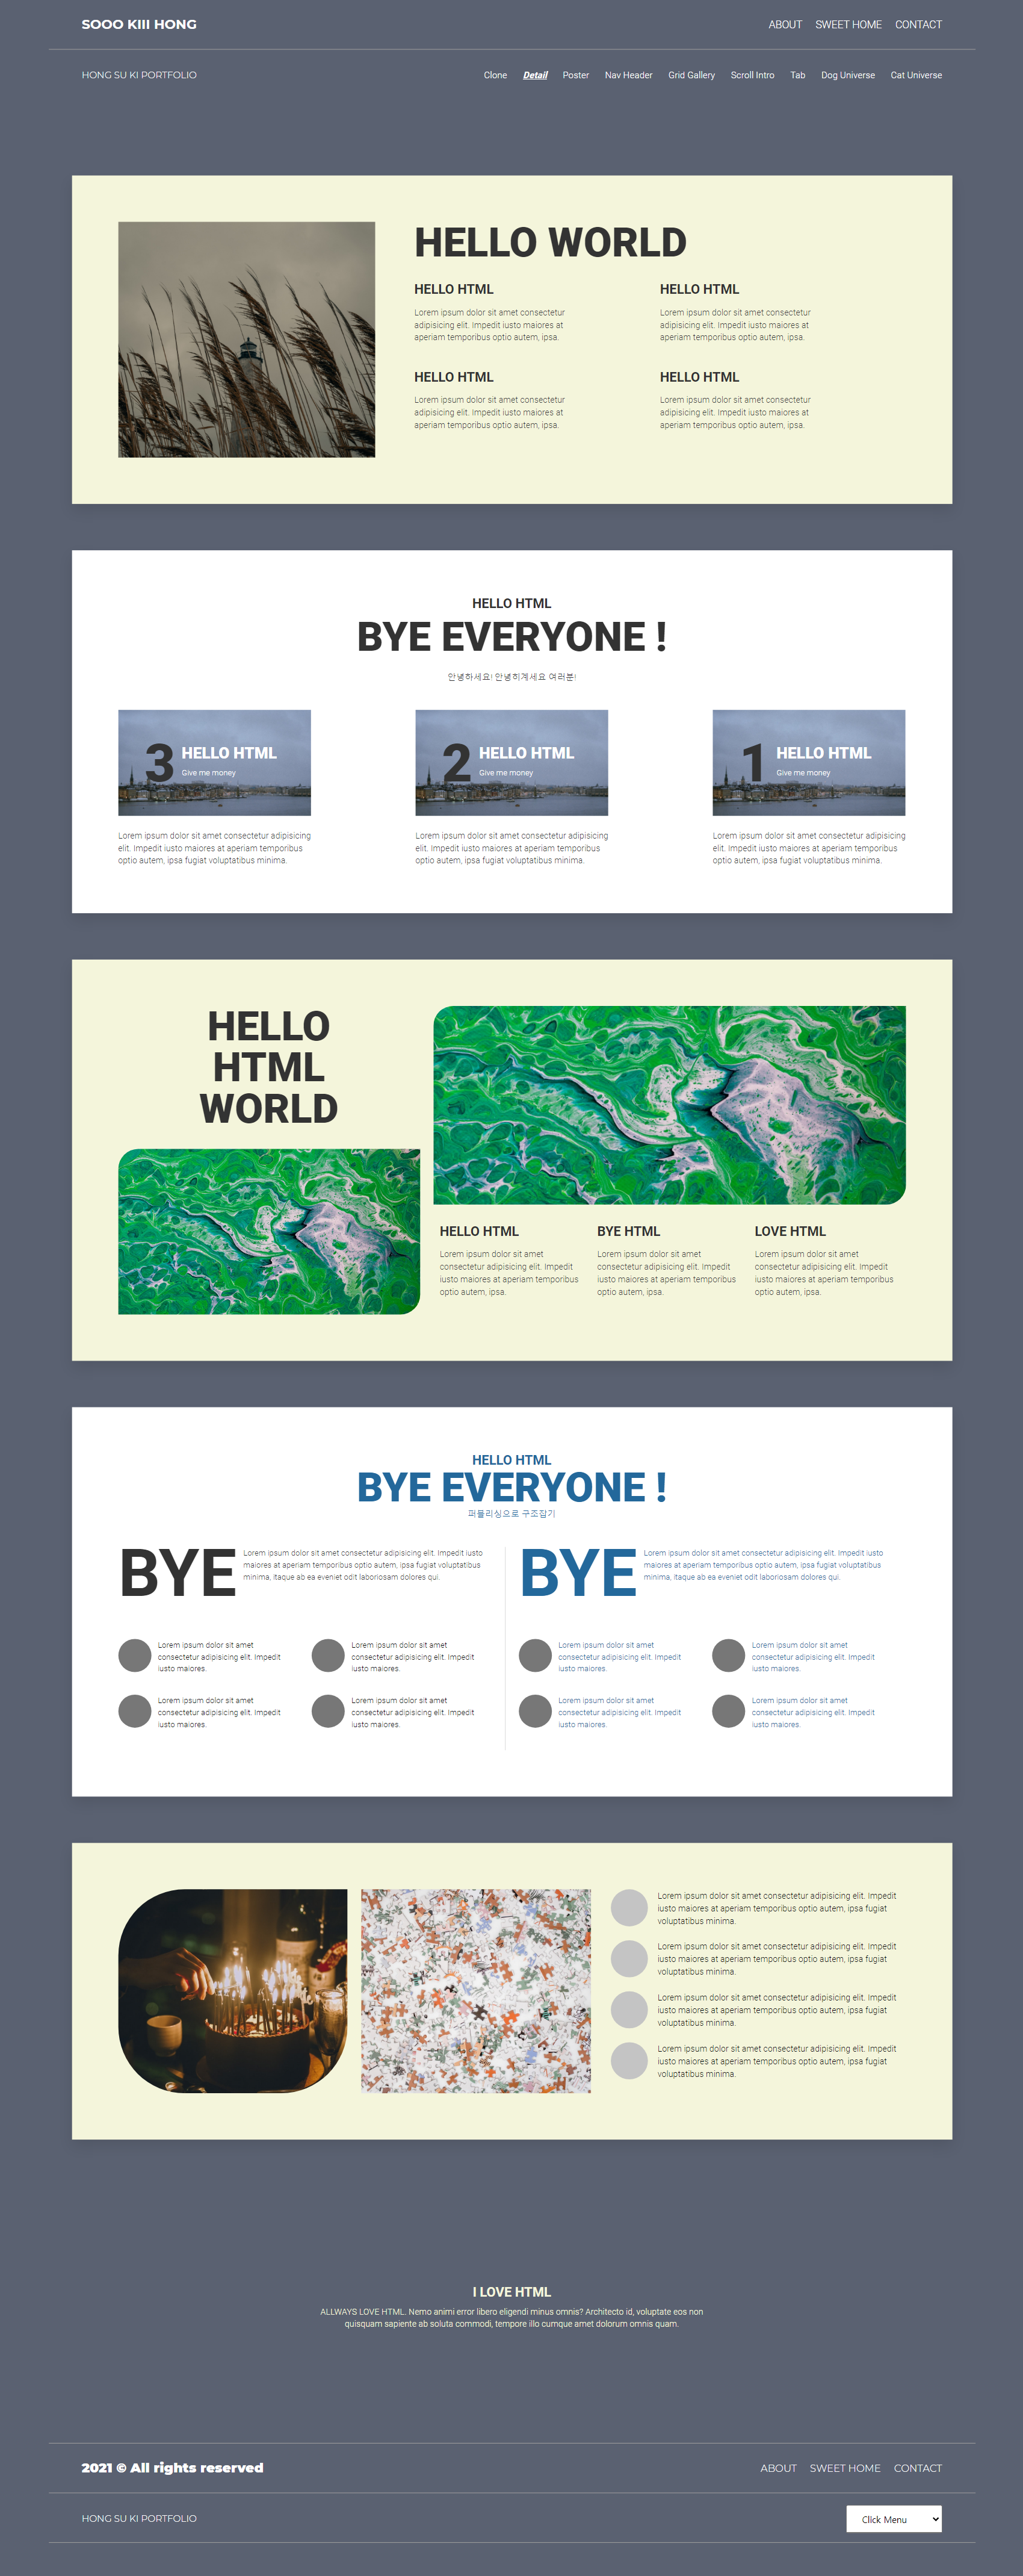 SOOO KIII HONG
ABOUT SWEET HOME CONTACT
HONG SU KI PORTFOLIO
Clone Detail Poster Nav Header Grid Gallery Scroll Intro Tab Dog Universe Cat Universe
HELLO WORLD
HELLO HTML
Lorem ipsum dolor sit amet consectetur
adipisicing elit. Impedit iusto maiores at
aperiam temporibus optio autem, ipsa.
HELLO HTML
Lorem ipsum dolor sit amet consectetur
adipisicing elit. Impedit iusto maiores at
aperiam temporibus optio autem, ipsa.
HELLO HTML
Lorem ipsum dolor sit amet consectetur
adipisicing elit. Impedit iusto maiores at
aperiam temporibus optio autem, ipsa.
HELLO HTML
Lorem ipsum dolor sit amet consectetur
adipisicing elit. Impedit iusto maiores at
aperiam temporibus optio autem, ipsa.
HELLO HTML
BYE EVERYONE !
안녕하세요! 안녕히계세요 여러분!
3
HELLO HTML
Give me money
Lorem ipsum dolor sit amet consectetur adipisicing
elit. Impedit iusto maiores at aperiam temporibus
optio autem, ipsa fugiat voluptatibus minima.
2
HELLO HTML
Give me money
Lorem ipsum dolor sit amet consectetur adipisicing
elit. Impedit iusto maiores at aperiam temporibus
optio autem, ipsa fugiat voluptatibus minima.
1
HELLO HTML
Give me money
Lorem ipsum dolor sit amet consectetur adipisicing
elit. Impedit iusto maiores at aperiam temporibus
optio autem, ipsa fugiat voluptatibus minima.
HELLO
HTML
WORLD
HELLO HTML
Lorem ipsum dolor sit amet
consectetur adipisicing elit. Impedit
iusto maiores at aperiam temporibus
optio autem, ipsa.
BYE HTML
Lorem ipsum dolor sit amet
consectetur adipisicing elit. Impedit
iusto maiores at aperiam temporibus
optio autem, ipsa.
LOVE HTML
Lorem ipsum dolor sit amet
consectetur adipisicing elit. Impedit
iusto maiores at aperiam temporibus
optio autem, ipsa.
HELLO HTML
BYE EVERYONE !
퍼블리싱으로 구조잡기
BYE
Lorem ipsum dolor sit amet consectetur adipisicing elit. Impedit iusto
maiores at aperiam temporibus optio autem, ipsa fugiat voluptatibus
minima, itaque ab ea eveniet odit laboriosam dolores qui.
Lorem ipsum dolor sit amet
consectetur adipisicing elit. Impedit
iusto maiores.
Lorem ipsum dolor sit amet
consectetur adipisicing elit. Impedit
iusto maiores.
Lorem ipsum dolor sit amet
consectetur adipisicing elit. Impedit
iusto maiores.
Lorem ipsum dolor sit amet
consectetur adipisicing elit. Impedit
iusto maiores.
BYE
Lorem ipsum dolor sit amet consectetur adipisicing elit. Impedit iusto
maiores at aperiam temporibus optio autem, ipsa fugiat voluptatibus
minima, itaque ab ea eveniet odit laboriosam dolores qui.
Lorem ipsum dolor sit amet
consectetur adipisicing elit. Impedit
iusto maiores.
Lorem ipsum dolor sit amet
consectetur adipisicing elit. Impedit
iusto maiores.
Lorem ipsum dolor sit amet
consectetur adipisicing elit. Impedit
iusto maiores.
Lorem ipsum dolor sit amet
consectetur adipisicing elit. Impedit
iusto maiores.
Lorem ipsum dolor sit amet consectetur adipisicing elit. Impedit
iusto maiores at aperiam temporibus optio autem, ipsa fugiat
voluptatibus minima.
Lorem ipsum dolor sit amet consectetur adipisicing elit. Impedit
iusto maiores at aperiam temporibus optio autem, ipsa fugiat
voluptatibus minima.
Lorem ipsum dolor sit amet consectetur adipisicing elit. Impedit
iusto maiores at aperiam temporibus optio autem, ipsa fugiat
voluptatibus minima.
Lorem ipsum dolor sit amet consectetur adipisicing elit. Impedit
iusto maiores at aperiam temporibus optio autem, ipsa fugiat
voluptatibus minima.
I LOVE HTML
ALLWAYS LOVE HTML. Nemo animi error libero eligendi minus omnis? Architecto id, voluptate eos non
quisquam sapiente ab soluta commodi, tempore illo cumque amet dolorum omnis quam.
2021 © All rights reserved
ABOUT SWEET HOME CONTACT
HONG SU KI PORTFOLIO
Click Menu